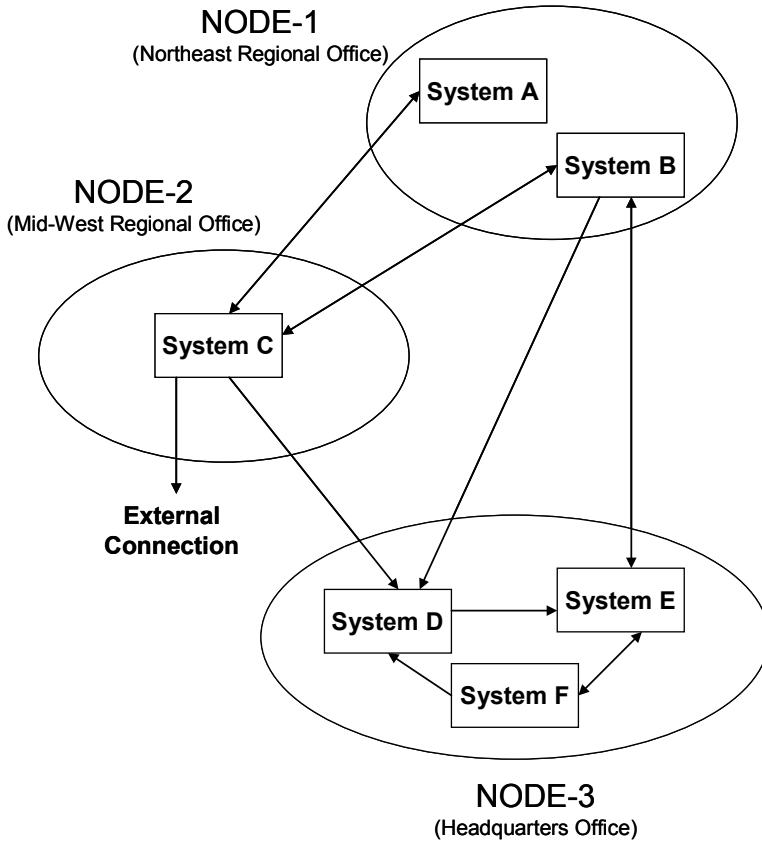 NODE-1
(Northeast Regional Office)
System A
System B
NODE-2
(Mid-West Regional Office)
System C
External
Connection
System D
System E
System F
NODE-3
(Headquarters Office)